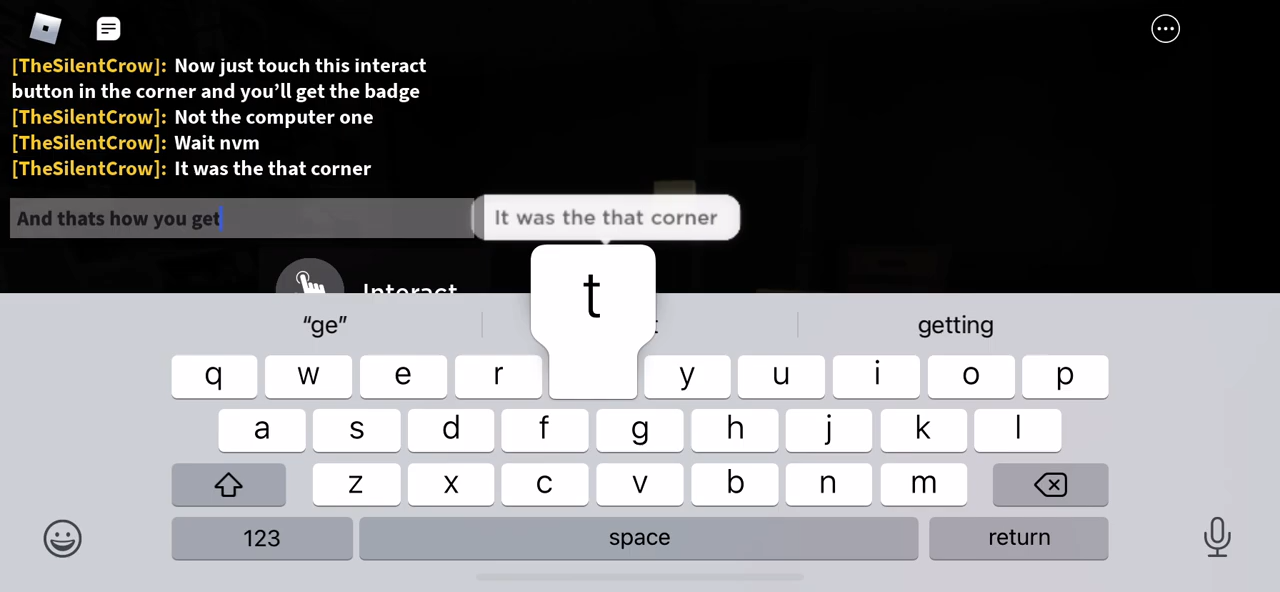 [TheSilentCrow]: Now just touch this interact
button in the corner and you’ll get the badge
[TheSilentCrow]: Not the computer one
[TheSilentCrow]: Wait nvm
[TheSilentCrow]: It was the that corner
And thats how you get
It was the that corner
Interact
t
“ge” getting
q w e r y u i o p
a s d f g h j k l
z x c v b n m
123 space return